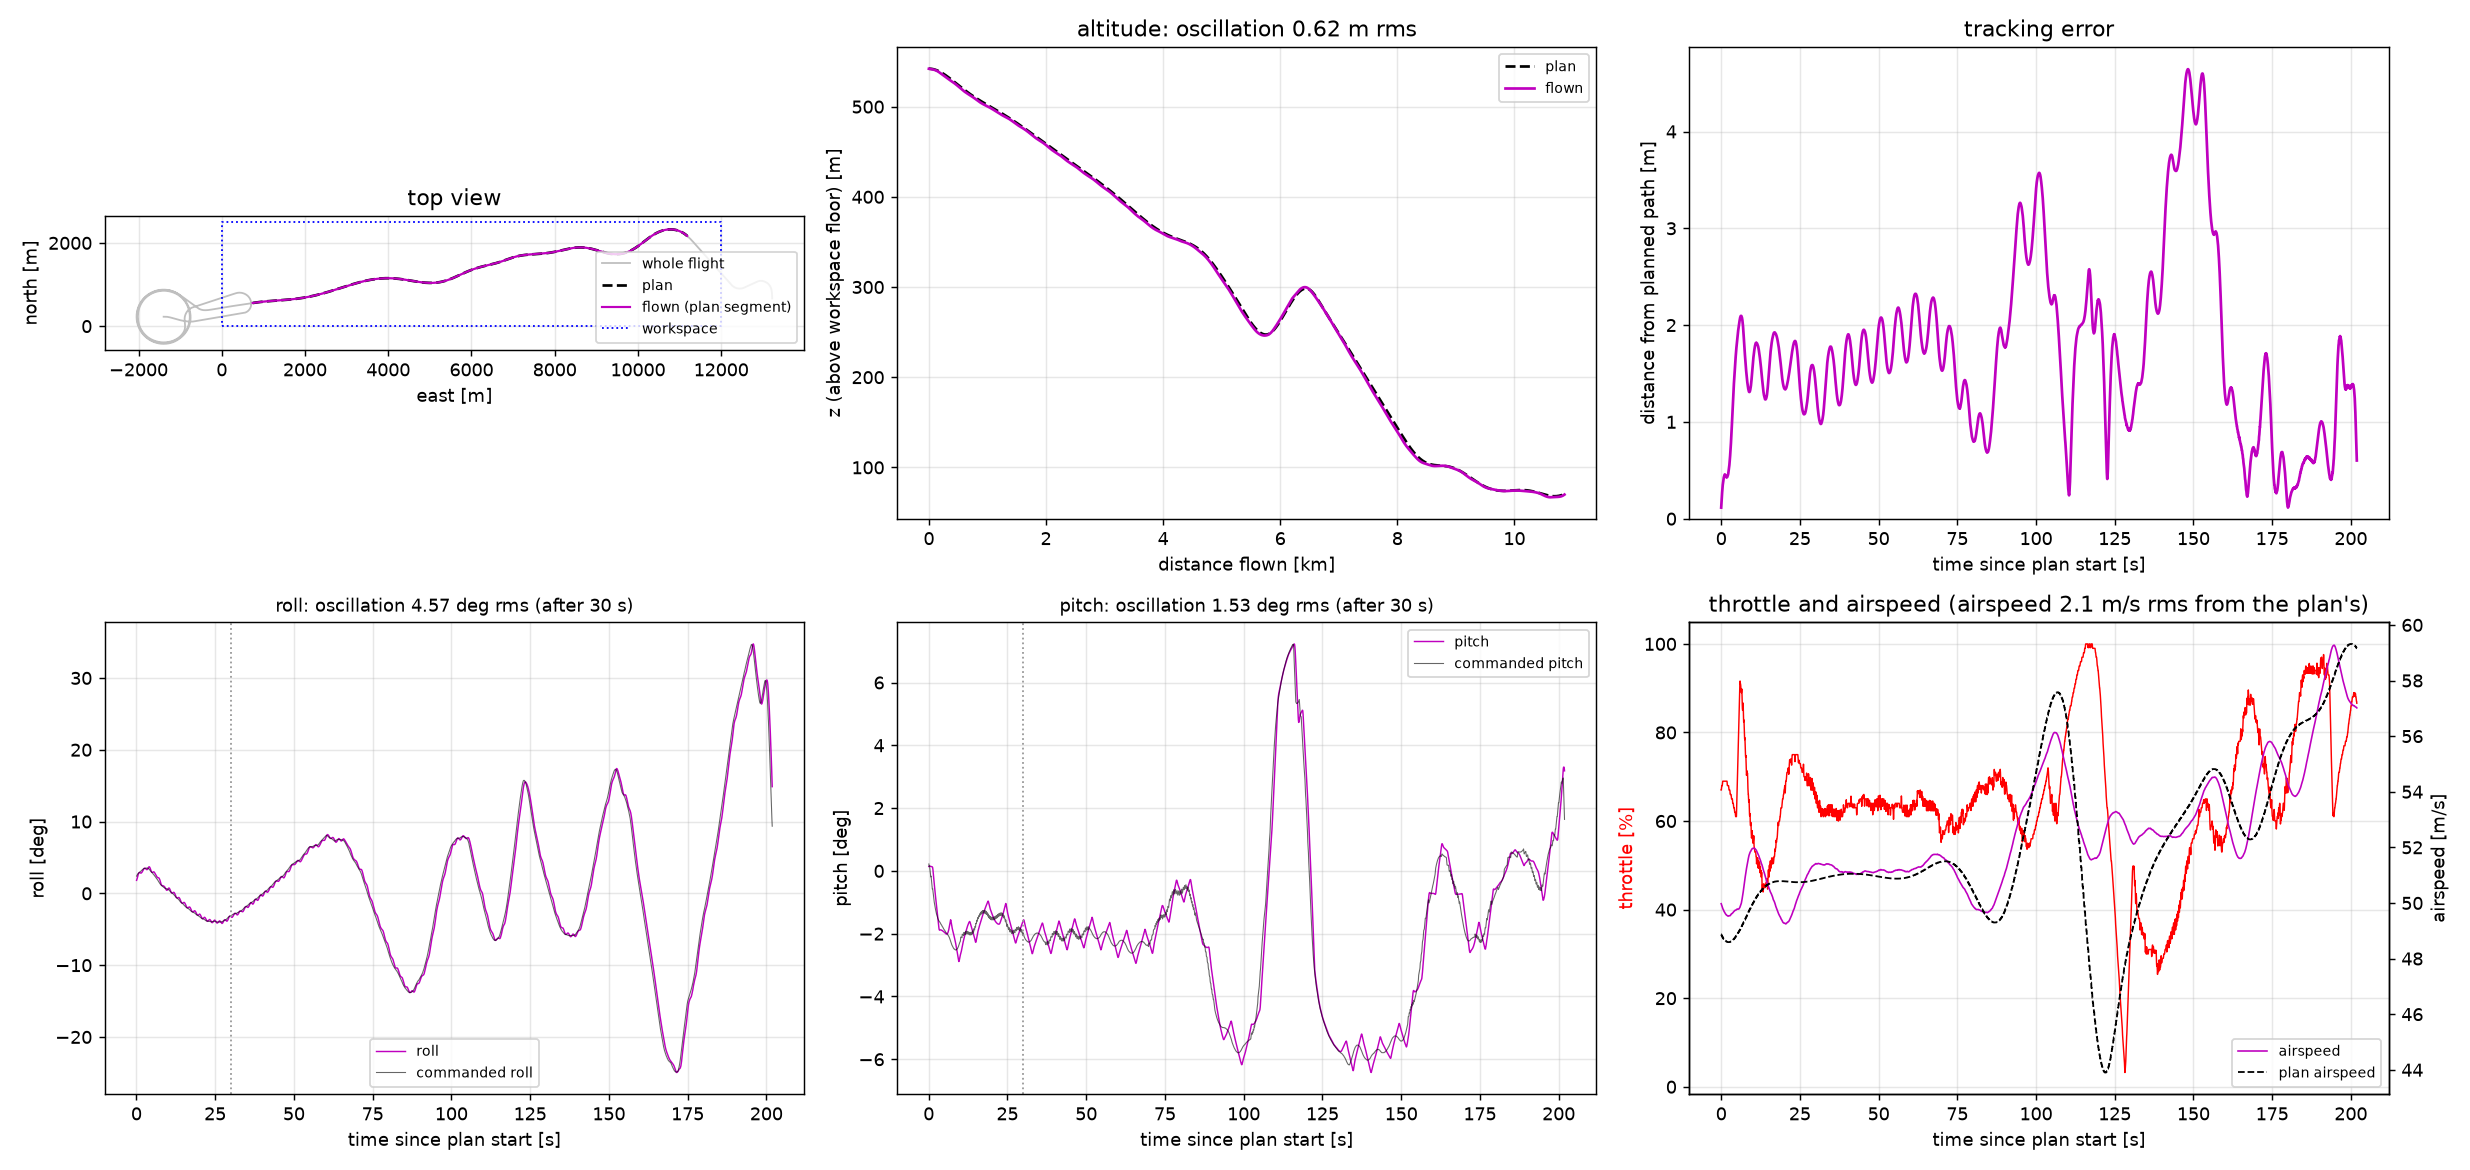 top view
north [m]
2000
0
−2000
0
2000
4000
6000
8000
10000
12000
east [m]
whole flight
plan
flown (plan segment)
workspace
altitude: oscillation 0.62 m rms
z (above workspace floor) [m]
500
400
300
200
100
0
2
4
6
8
10
distance flown [km]
plan
flown
tracking error
distance from planned path [m]
4
3
2
1
0
0
25
50
75
100
125
150
175
200
time since plan start [s]
roll: oscillation 4.57 deg rms (after 30 s)
roll [deg]
30
20
10
0
−10
−20
0
25
50
75
100
125
150
175
200
time since plan start [s]
roll
commanded roll
pitch: oscillation 1.53 deg rms (after 30 s)
pitch [deg]
6
4
2
0
−2
−4
−6
0
25
50
75
100
125
150
175
200
time since plan start [s]
pitch
commanded pitch
throttle and airspeed (airspeed 2.1 m/s rms from the plan's)
throttle [%]
100
80
60
40
20
0
0
25
50
75
100
125
150
175
200
time since plan start [s]
60
58
56
54
52
50
48
46
44
airspeed [m/s]
airspeed
plan airspeed